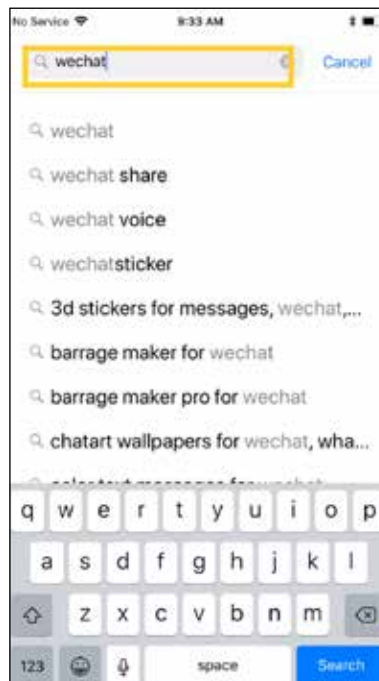 No Service 9:33 AM
wechat Cancel
wechat
wechat share
wechat voice
wechatsticker
3d stickers for messages, wechat,...
barrage maker for wechat
barrage maker pro for wechat
chatart wallpapers for wechat, wha...
q w e r t y u i o p
a s d f g h j k l
z x c v b n m
123 space Search